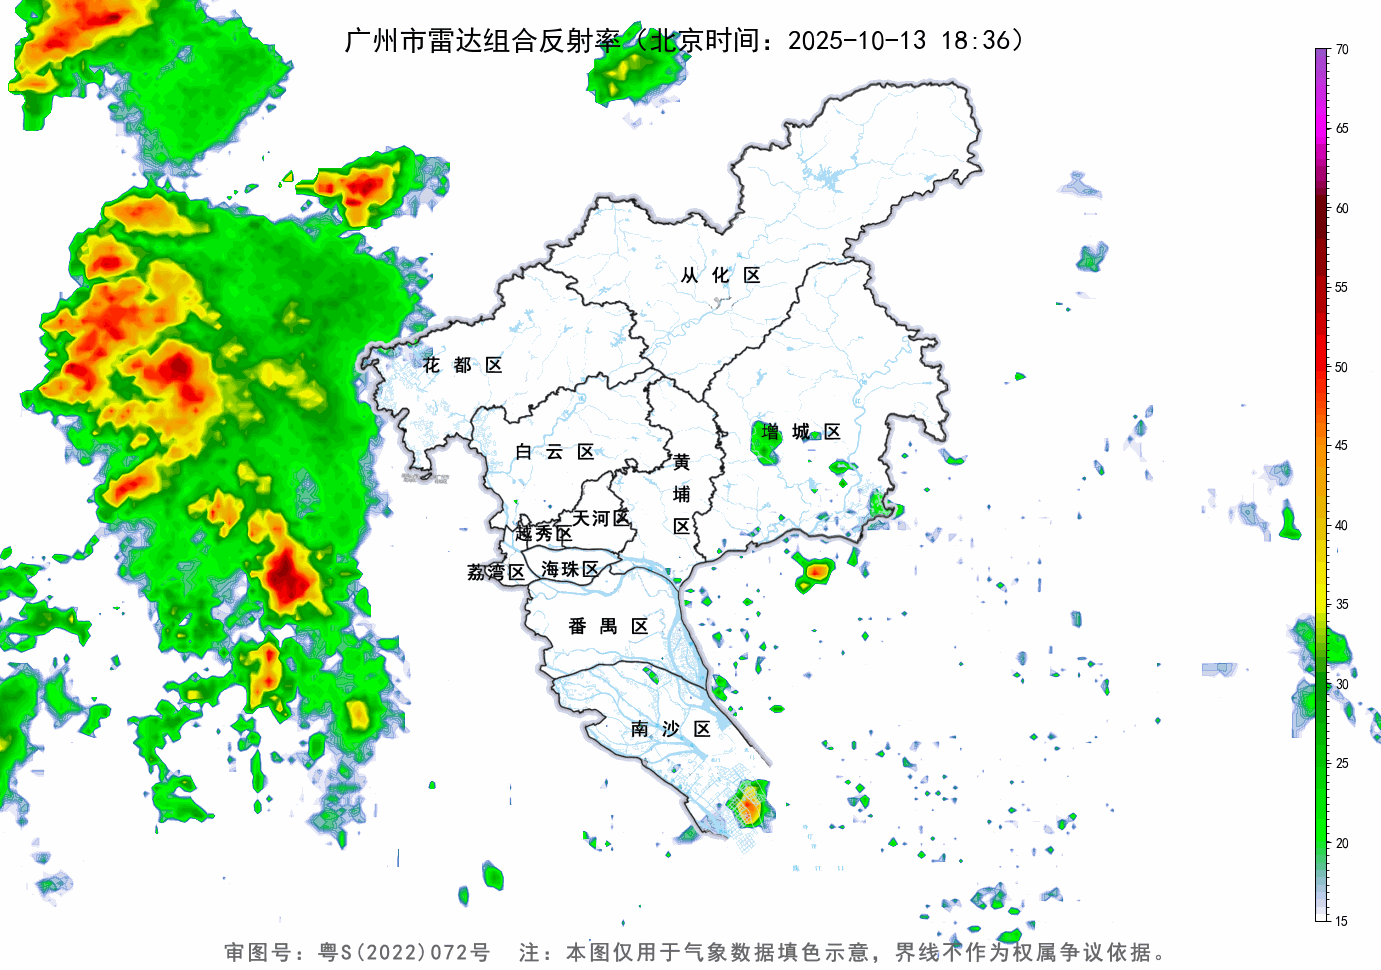 广州市雷达组合反射率（北京时间：2025-10-13 18:36）
70
65
60
从化区
55
50
花都区
增城区
45
白云区
黄埔区
40
天河区
越秀区
荔湾区
海珠区
35
番禺区
30
南沙区
25
20
15
审图号：粤S(2022)072号 注：本图仅用于气象数据填色示意，界线不作为权属争议依据。